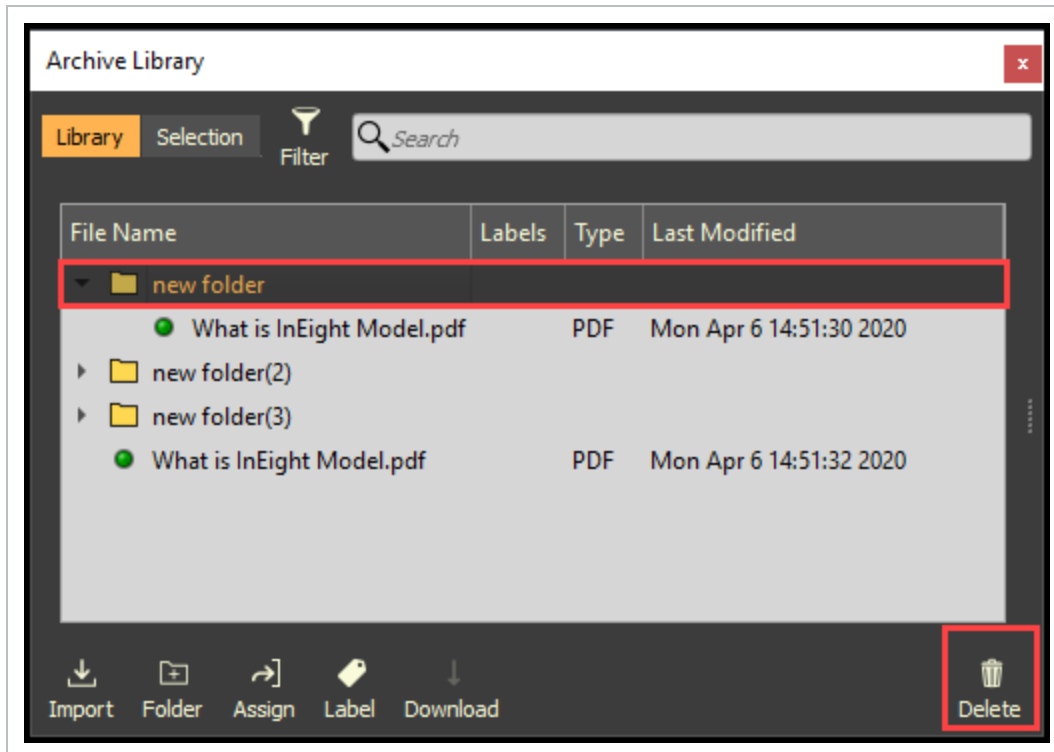 Archive Library
x
Library Selection Filter Search
File Name Labels Type Last Modified
new folder
What is InEight Model.pdf PDF Mon Apr 6 14:51:30 2020
new folder(2)
new folder(3)
What is InEight Model.pdf PDF Mon Apr 6 14:51:32 2020
Import Folder Assign Label Download Delete